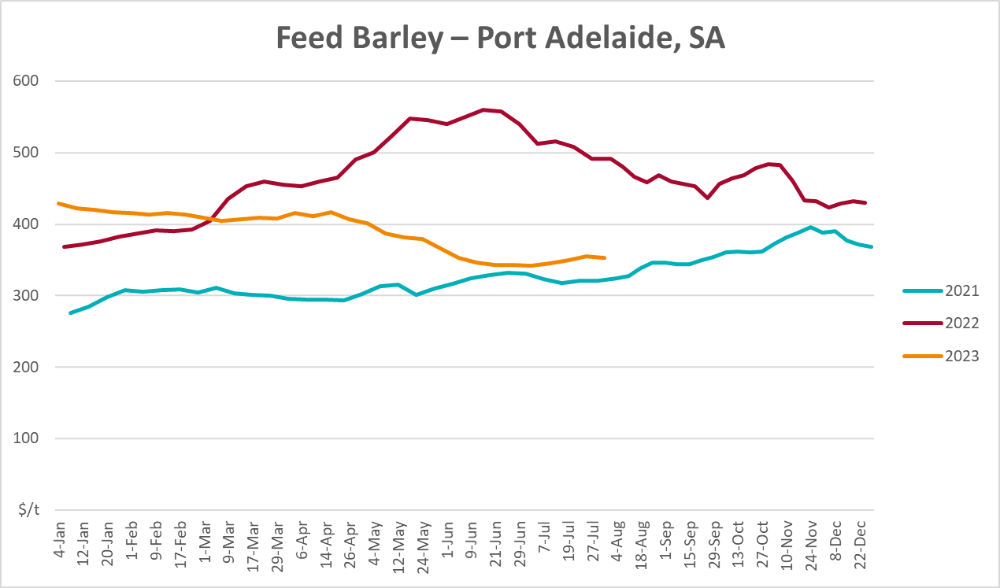 Feed Barley – Port Adelaide, SA
600
500
400
300
200
100
$/t
4-Jan
12-Jan
20-Jan
1-Feb
9-Feb
17-Feb
1-Mar
9-Mar
17-Mar
29-Mar
6-Apr
14-Apr
26-Apr
4-May
12-May
24-May
1-Jun
9-Jun
21-Jun
29-Jun
7-Jul
19-Jul
27-Jul
4-Aug
18-Aug
1-Sep
15-Sep
29-Sep
13-Oct
27-Oct
10-Nov
24-Nov
8-Dec
22-Dec
2021
2022
2023